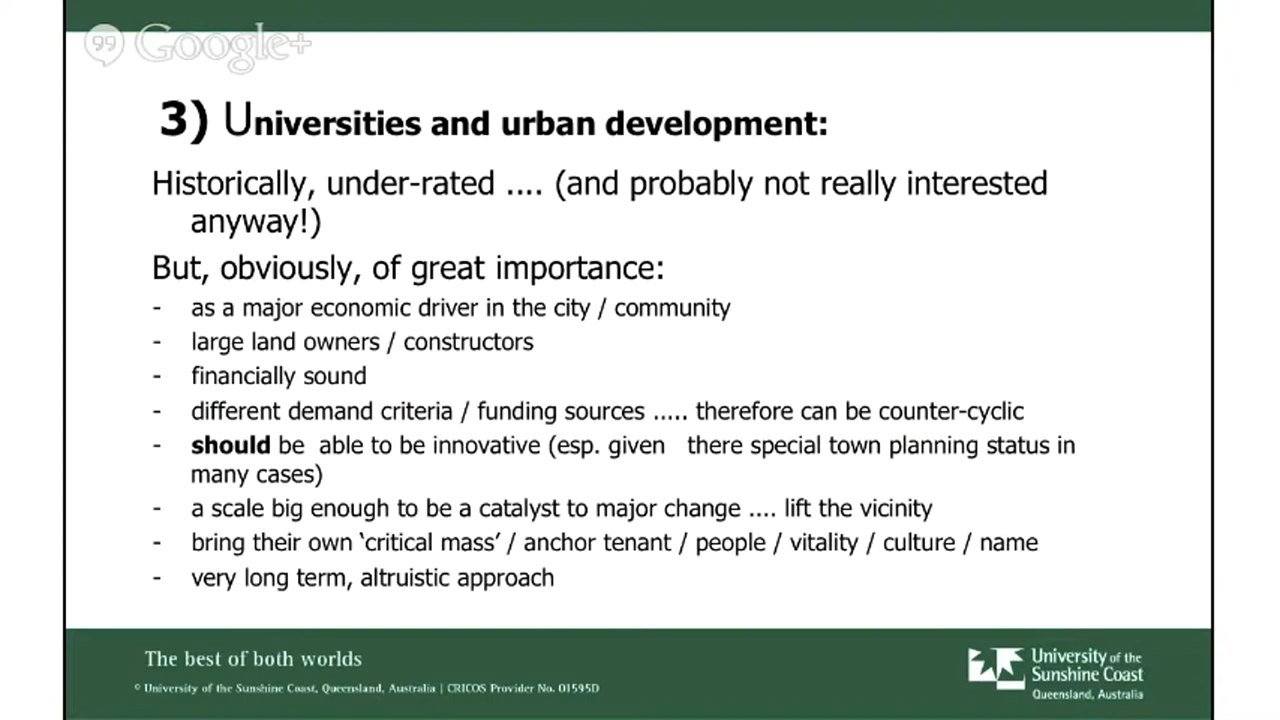 99 Google+
3) Universities and urban development:
Historically, under-rated .... (and probably not really interested
anyway!)
But, obviously, of great importance:
- as a major economic driver in the city / community
- large land owners / constructors
- financially sound
- different demand criteria / funding sources ..... therefore can be counter-cyclic
- should be able to be innovative (esp. given there special town planning status in
many cases)
- a scale big enough to be a catalyst to major change .... lift the vicinity
- bring their own ‘critical mass’ / anchor tenant / people / vitality / culture / name
- very long term, altruistic approach
The best of both worlds
© University of the Sunshine Coast, Queensland, Australia | CRICOS Provider No. 01595D
University of the
Sunshine Coast
Queensland, Australia